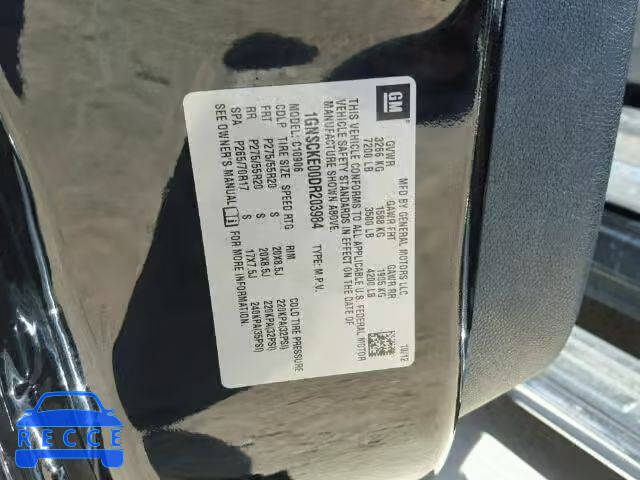 GM
MFD BY GENERAL MOTORS LLC 10/12
GVWR GAWR FRT GAWR RR
3266 KG 1588 KG 1905 KG
7200 LB 3500 LB 4200 LB
THIS VEHICLE CONFORMS TO ALL APPLICABLE U.S. FEDERAL MOTOR
VEHICLE SAFETY STANDARDS IN EFFECT ON THE DATE OF
MANUFACTURE SHOWN ABOVE.
1GNSCKE00DR203994 TYPE: M.P.V.
MODEL: C10906
TIRE SIZE SPEED RTG RIM COLD TIRE PRESSURE
FRT P275/55R20 S 20X8.5J 220KPA(32PSI)
RR P275/55R20 S 20X8.5J 220KPA(32PSI)
SPA P265/70R17 S 17X7.5J 240KPA(35PSI)
SEE OWNER'S MANUAL FOR MORE INFORMATION.
RECCE